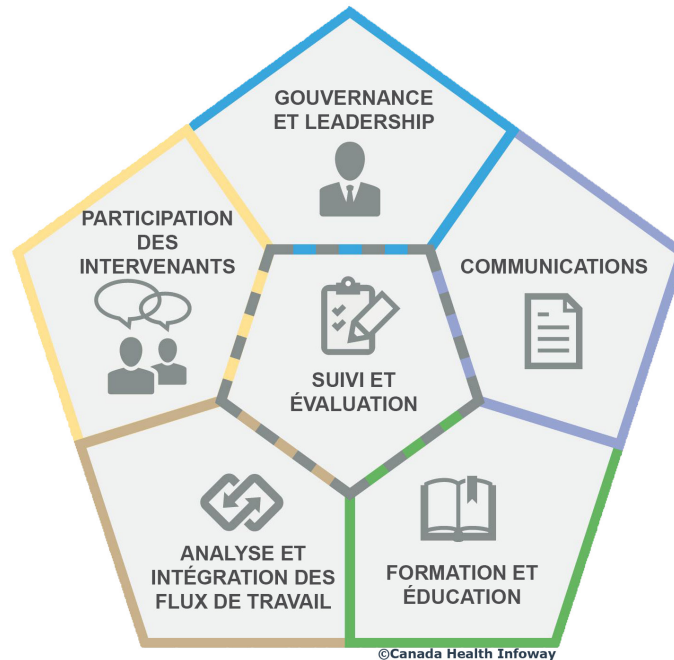 GOUVERNANCE
ET LEADERSHIP
PARTICIPATION
DES
INTERVENANTS
COMMUNICATIONS
SUIVI ET
ÉVALUATION
ANALYSE ET
INTÉGRATION DES
FLUX DE TRAVAIL
FORMATION ET
ÉDUCATION
©Canada Health Infoway